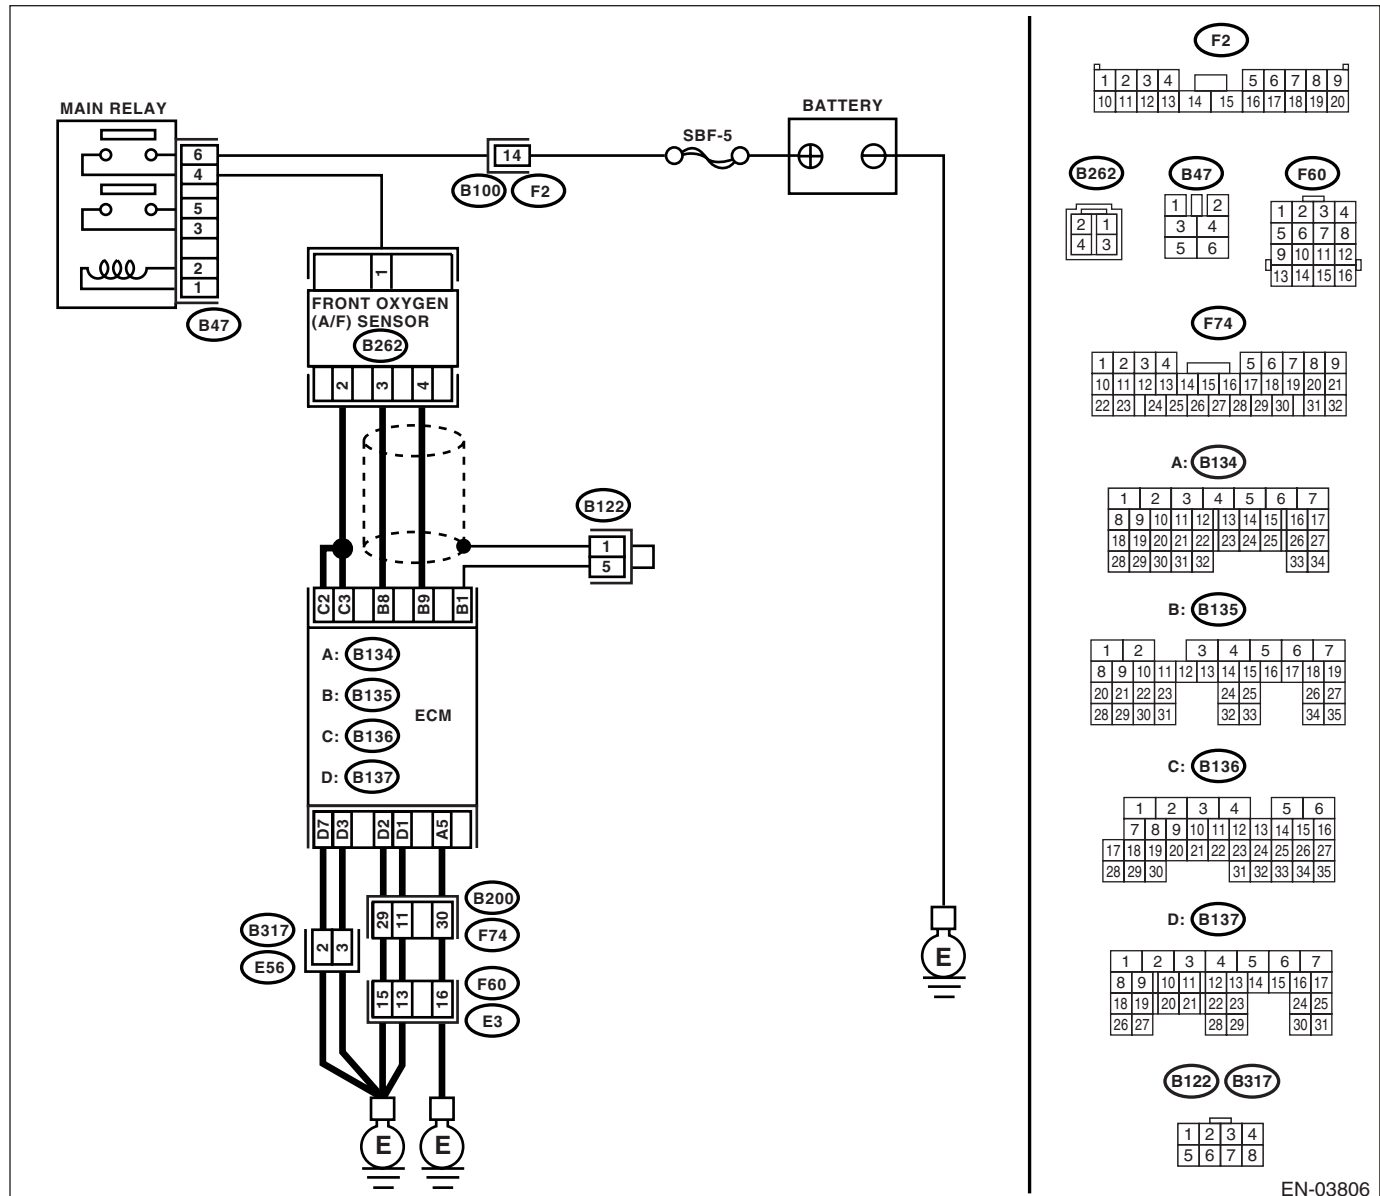 MAIN RELAY
6
4
5
3
2
1
B47
14
B100 F2
SBF-5
BATTERY
1
FRONT OXYGEN
(A/F) SENSOR
B262
2 3 4
B122
1
5
C2 C3 B8 B9 B1
A: B134
B: B135
ECM
C: B136
D: B137
D7 D3 D2 D1 A5
B200
29 11 30
F74
B317
2 3
E56
F60
15 13 16
E3
E E
E
F2
1 2 3 4 5 6 7 8 9
10 11 12 13 14 15 16 17 18 19 20
B262
2 1
4 3
B47
1 2
3 4
5 6
F60
1 2 3 4
5 6 7 8
9 10 11 12
13 14 15 16
F74
1 2 3 4 5 6 7 8 9
10 11 12 13 14 15 16 17 18 19 20 21
22 23 24 25 26 27 28 29 30 31 32
A: B134
1 2 3 4 5 6 7
8 9 10 11 12 13 14 15 16 17
18 19 20 21 22 23 24 25 26 27
28 29 30 31 32 33 34
B: B135
1 2 3 4 5 6 7
8 9 10 11 12 13 14 15 16 17 18 19
20 21 22 23 24 25 26 27
28 29 30 31 32 33 34 35
C: B136
1 2 3 4 5 6
7 8 9 10 11 12 13 14 15 16
17 18 19 20 21 22 23 24 25 26 27
28 29 30 31 32 33 34 35
D: B137
1 2 3 4 5 6 7
8 9 10 11 12 13 14 15 16 17
18 19 20 21 22 23 24 25
26 27 28 29 30 31
B122 B317
1 2 3 4
5 6 7 8
EN-03806